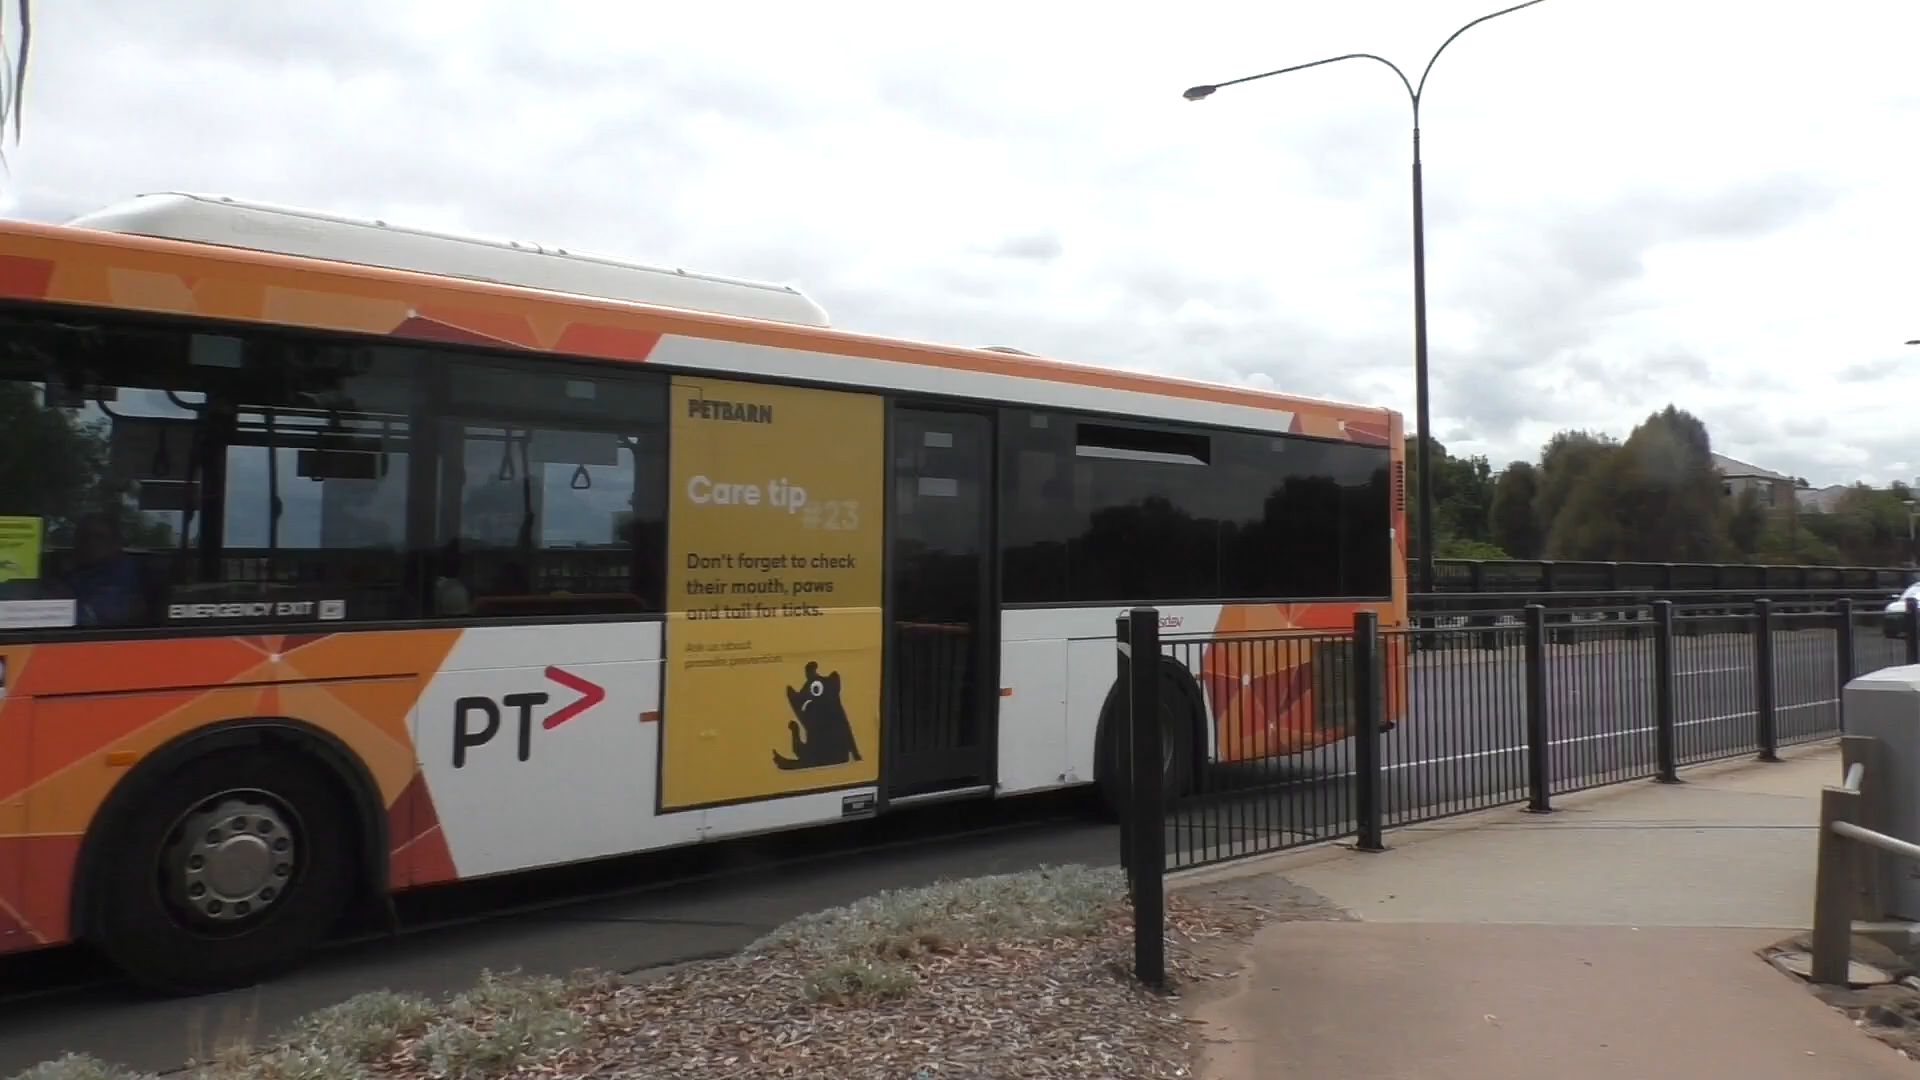 PETBARN
Care tip
#23
Don't forget to check
their mouth, paws
and tail for ticks.
Ask us about
parasite prevention.
EMERGENCY EXIT
PT